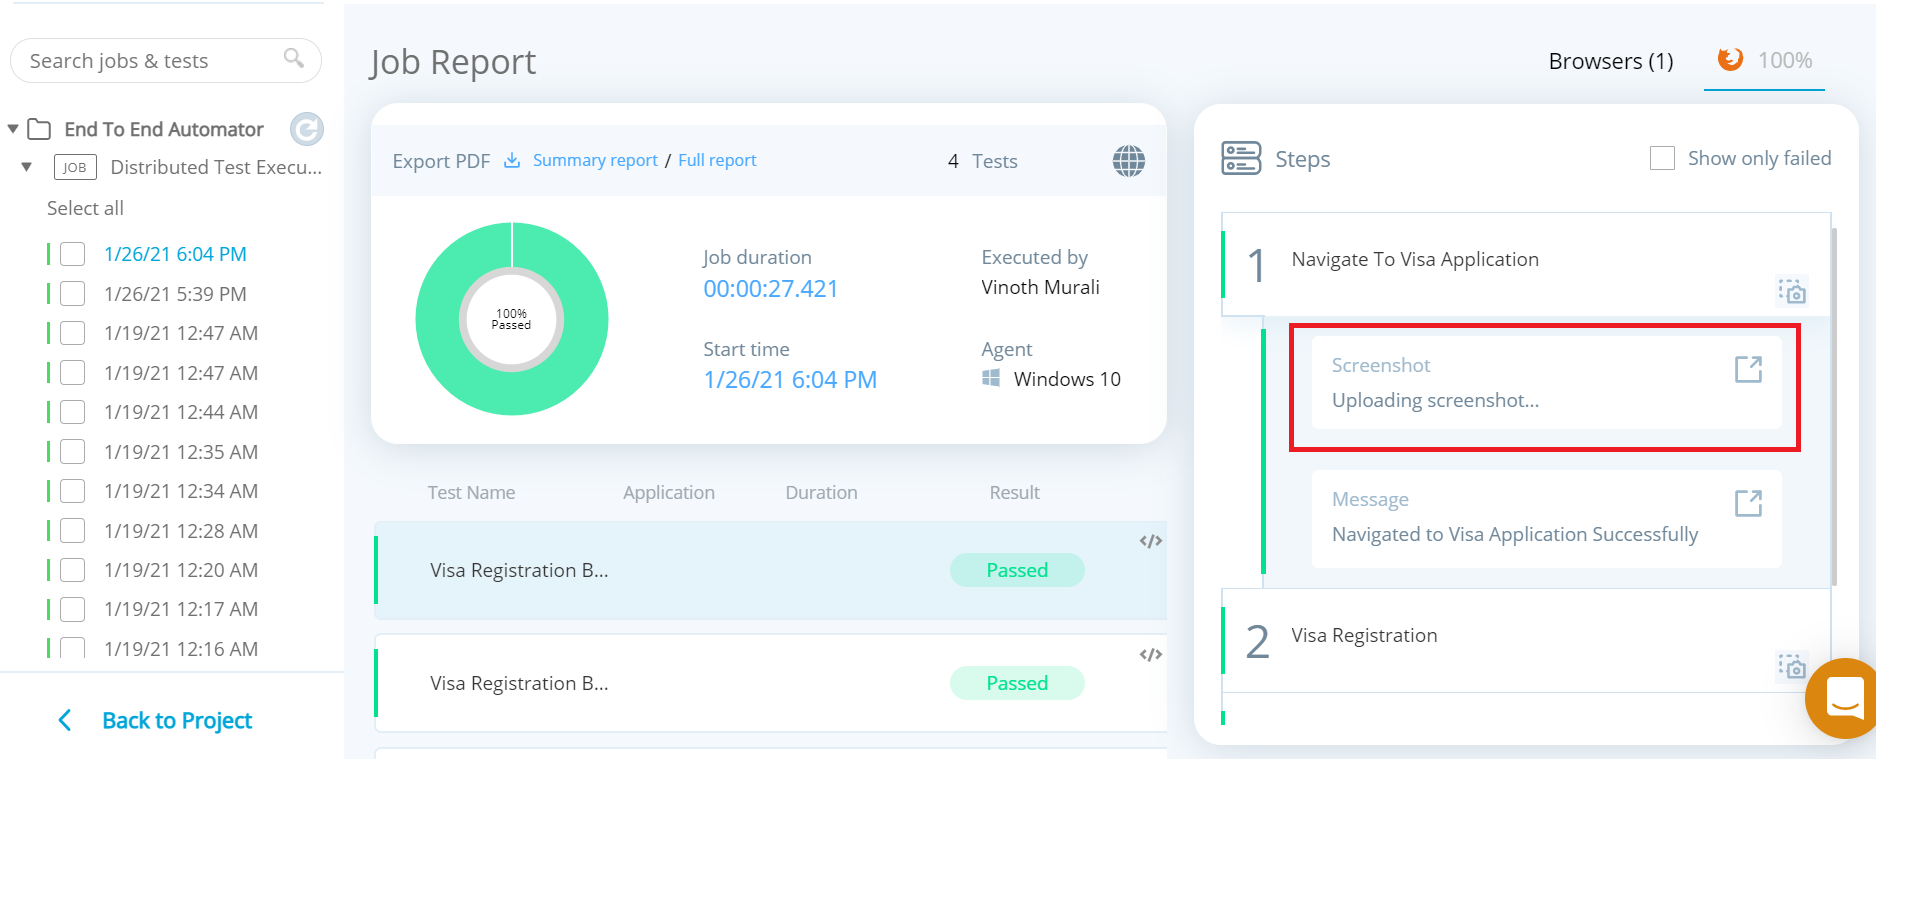 Search jobs & tests
End To End Automator
JOB Distributed Test Execu...
Select all
1/26/21 6:04 PM
1/26/21 5:39 PM
1/19/21 12:47 AM
1/19/21 12:47 AM
1/19/21 12:44 AM
1/19/21 12:35 AM
1/19/21 12:34 AM
1/19/21 12:28 AM
1/19/21 12:20 AM
1/19/21 12:17 AM
1/19/21 12:16 AM
Back to Project
Job Report
Browsers (1) 100%
Export PDF Summary report / Full report 4 Tests
100%
Passed
Job duration
00:00:27.421
Executed by
Vinoth Murali
Start time
1/26/21 6:04 PM
Agent
Windows 10
Test Name Application Duration Result
Visa Registration B... Passed </>
Visa Registration B... Passed </>
Steps Show only failed
1 Navigate To Visa Application
Screenshot
Uploading screenshot...
Message
Navigated to Visa Application Successfully
2 Visa Registration